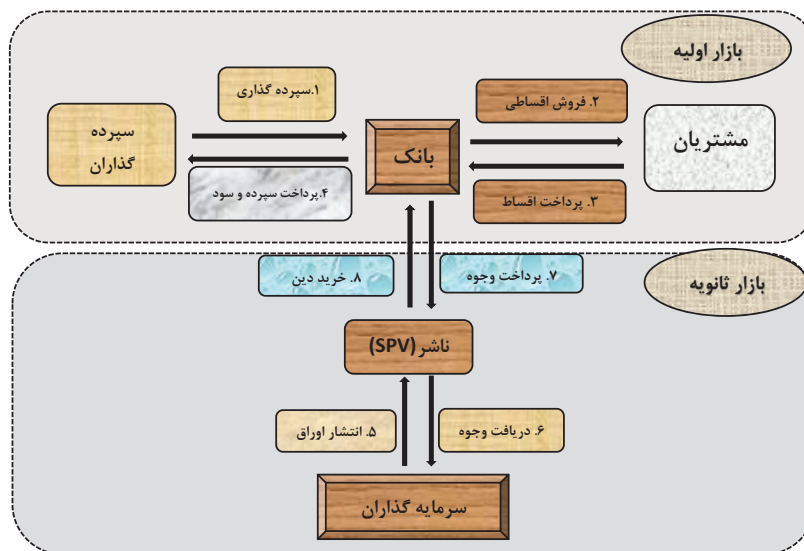 بازار اولیه
۱.سپرده گذاری
۲. فروش اقساطی
سپرده
گذاران
بانک
مشتریان
۴.پرداخت سپرده و سود
۳. پرداخت اقساط
بازار ثانویه
۸. خرید دین
۷. پرداخت وجوه
ناشر(SPV)
۵. انتشار اوراق
۶. دریافت وجوه
سرمایه گذاران